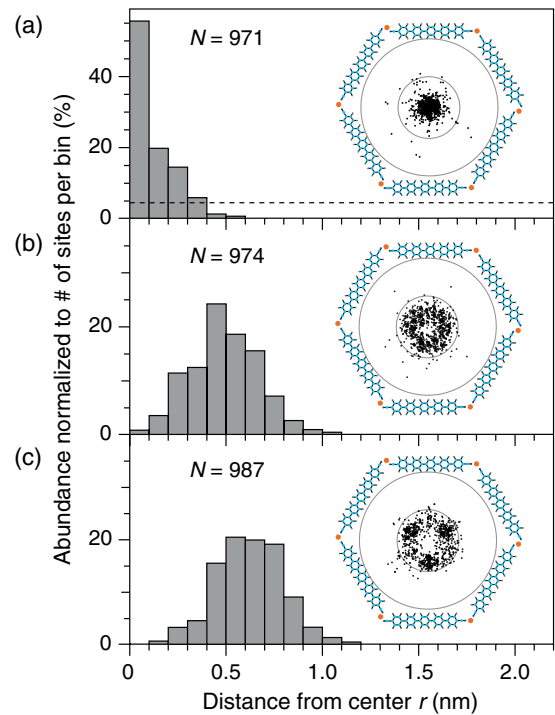 (a)
N = 971
40
20
0
(b)
N = 974
20
0
(c)
N = 987
20
0
0
0.5
1.0
1.5
2.0
Abundance normalized to # of sites per bin (%)
Distance from center r (nm)